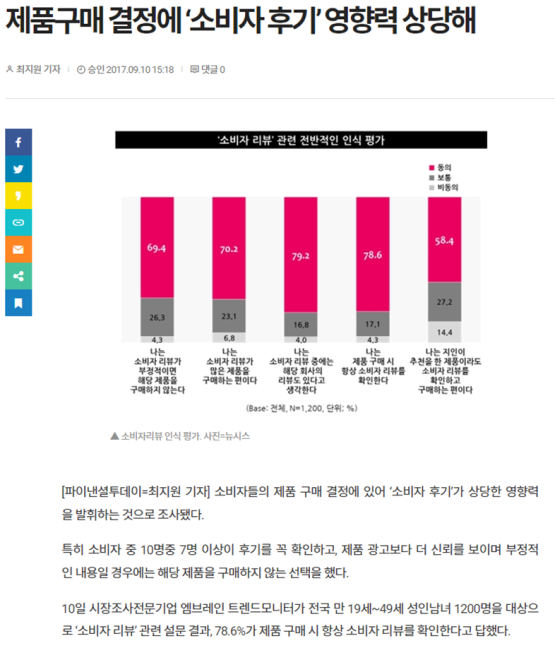 제품구매 결정에 ‘소비자 후기’ 영향력 상당해
최지원 기자 승인 2017.09.10 15:18 댓글 0
'소비자 리뷰' 관련 전반적인 인식 평가
동의
보통
비동의
69.4 70.2 79.2 78.6 58.4
26,3 23,1 16,8 17,1 27,2
4,3 6,8 4,0 4,3 14,4
나는 소비자 리뷰가 부정적이면 해당 제품을 구매하지 않는다
나는 소비자 리뷰가 많은 제품을 구매하는 편이다
나는 소비자 리뷰 중에는 해당 회사의 리뷰도 있다고 생각한다
나는 제품 구매 시 항상 소비자 리뷰를 확인한다
나는 지인이 추천을 한 제품이라도 소비자 리뷰를 확인하고 구매하는 편이다
(Base: 전체, N=1,200, 단위: %)
▲ 소비자리뷰 인식 평가. 사진=뉴시스
[파이낸셜투데이=최지원 기자] 소비자들의 제품 구매 결정에 있어 ‘소비자 후기’가 상당한 영향력
을 발휘하는 것으로 조사됐다.
특히 소비자 중 10명중 7명 이상이 후기를 꼭 확인하고, 제품 광고보다 더 신뢰를 보이며 부정적
인 내용일 경우에는 해당 제품을 구매하지 않는 선택을 했다.
10일 시장조사전문기업 엠브레인 트렌드모니터가 전국 만 19세~49세 성인남녀 1200명을 대상으
로 ‘소비자 리뷰’ 관련 설문 결과, 78.6%가 제품 구매 시 항상 소비자 리뷰를 확인한다고 답했다.